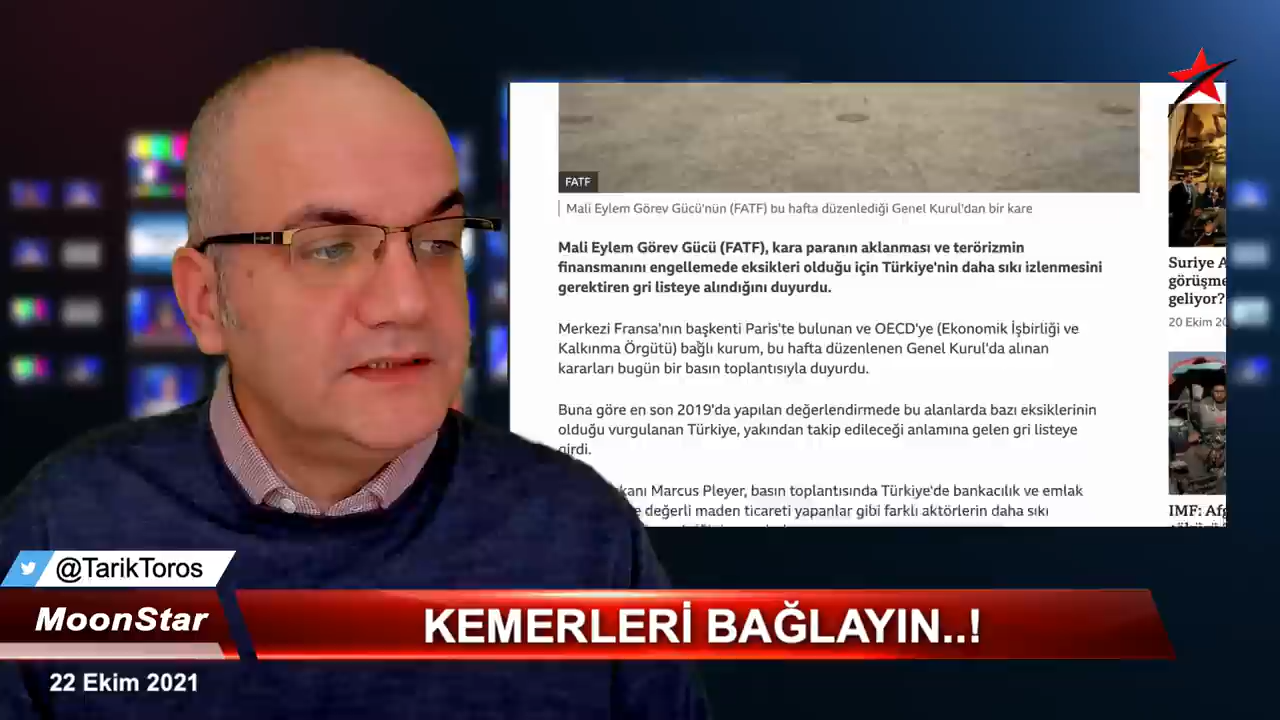 FATF
Mali Eylem Görev Gücü'nün (FATF) bu hafta düzenlediği Genel Kurul'dan bir kare
Mali Eylem Görev Gücü (FATF), kara paranın aklanması ve terörizmin
finansmanını engellemede eksikleri olduğu için Türkiye'nin daha sıkı izlenmesini
gerektiren gri listeye alındığını duyurdu.
Merkezi Fransa'nın başkenti Paris'te bulunan ve OECD'ye (Ekonomik İşbirliği ve
Kalkınma Örgütü) bağlı kurum, bu hafta düzenlenen Genel Kurul'da alınan
kararları bugün bir basın toplantısıyla duyurdu.
Buna göre en son 2019'da yapılan değerlendirmede bu alanlarda bazı eksiklerinin
olduğu vurgulanan Türkiye, yakından takip edileceği anlamına gelen gri listeye
girdi.
kanı Marcus Pleyer, basın toplantısında Türkiye'de bankacılık ve emlak
e değerli maden ticareti yapanlar gibi farklı aktörlerin daha sıkı
Suriye A
görüşme
geliyor?
20 Ekim 20
IMF: Afg
@TarikToros
MoonStar
KEMERLERİ BAĞLAYIN..!
22 Ekim 2021